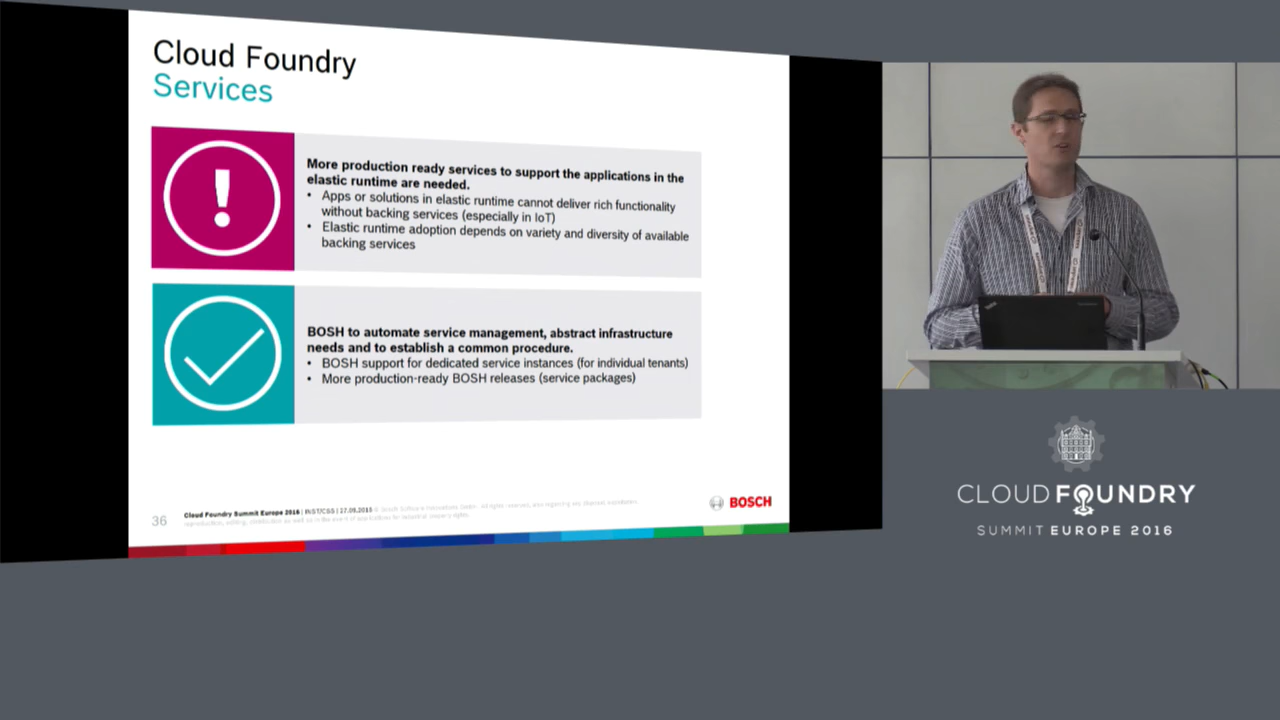 Cloud Foundry
Services
More production ready services to support the applications in the
elastic runtime are needed.
• Apps or solutions in elastic runtime cannot deliver rich functionality
without backing services (especially in IoT)
• Elastic runtime adoption depends on variety and diversity of available
backing services
BOSH to automate service management, abstract infrastructure
needs and to establish a common procedure.
• BOSH support for dedicated service instances (for individual tenants)
• More production-ready BOSH releases (service packages)
36
Cloud Foundry Summit Europe 2016 |
BOSCH
CLOUD FOUNDRY
SUMMIT EUROPE 2016